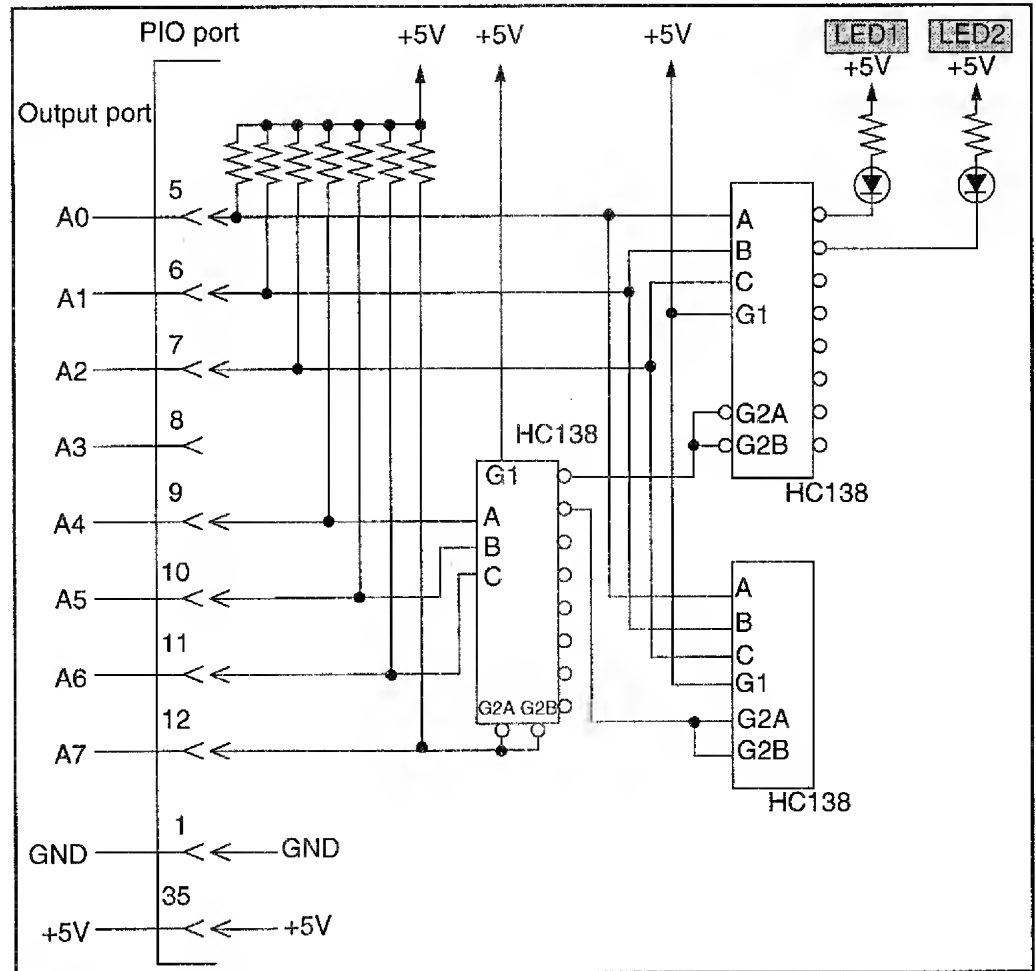 PIO port
+5V +5V
+5V
LED1
LED2
+5V
+5V
Output port
5
A0
6
A1
7
A2
8
A3
9
A4
10
A5
11
A6
12
A7
1
GND
GND
35
+5V
+5V
HC138
G1
A
B
C
G2A G2B
A
B
C
G1
G2A
G2B
HC138
A
B
C
G1
G2A
G2B
HC138